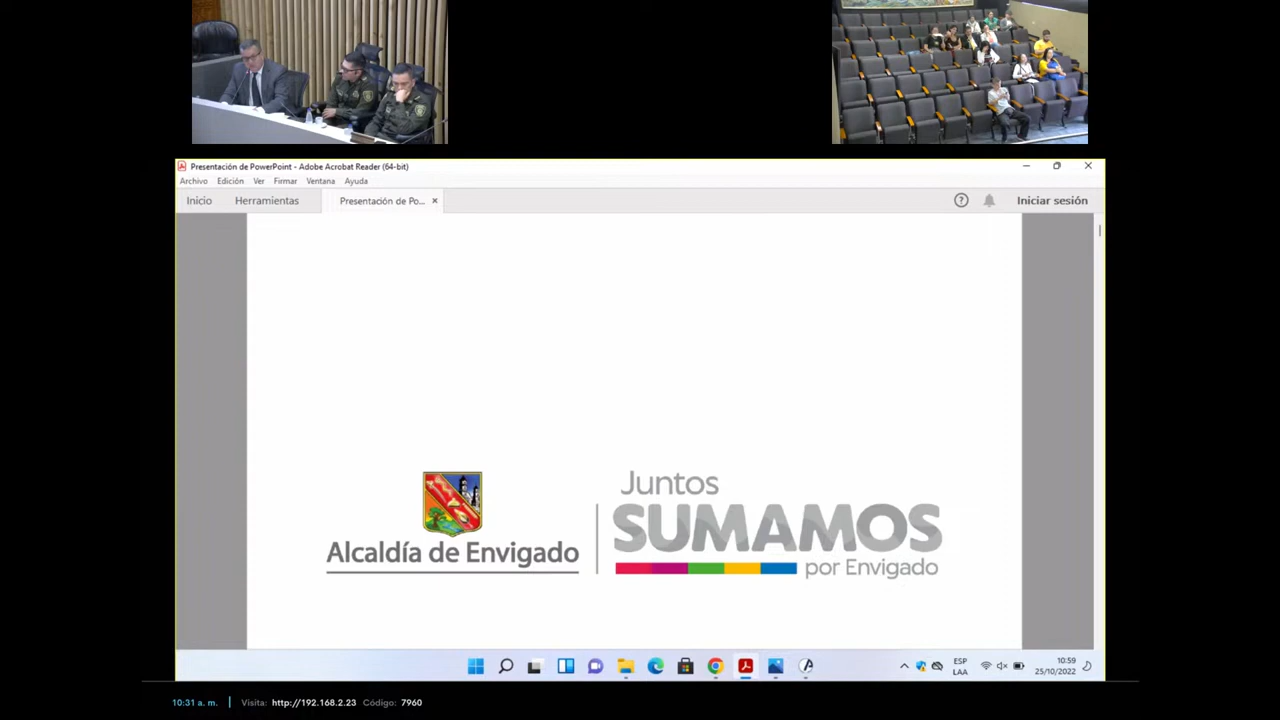 Presentación de PowerPoint - Adobe Acrobat Reader (64-bit)
Archivo Edición Ver Firmar Ventana Ayuda
Inicio Herramientas Presentación de Po... × Iniciar sesión
Alcaldía de Envigado
Juntos
SUMAMOS
por Envigado
ESP
LAA
10:59
25/10/2022
10:31 a. m. Visita: http://192.168.2.23 Código: 7960